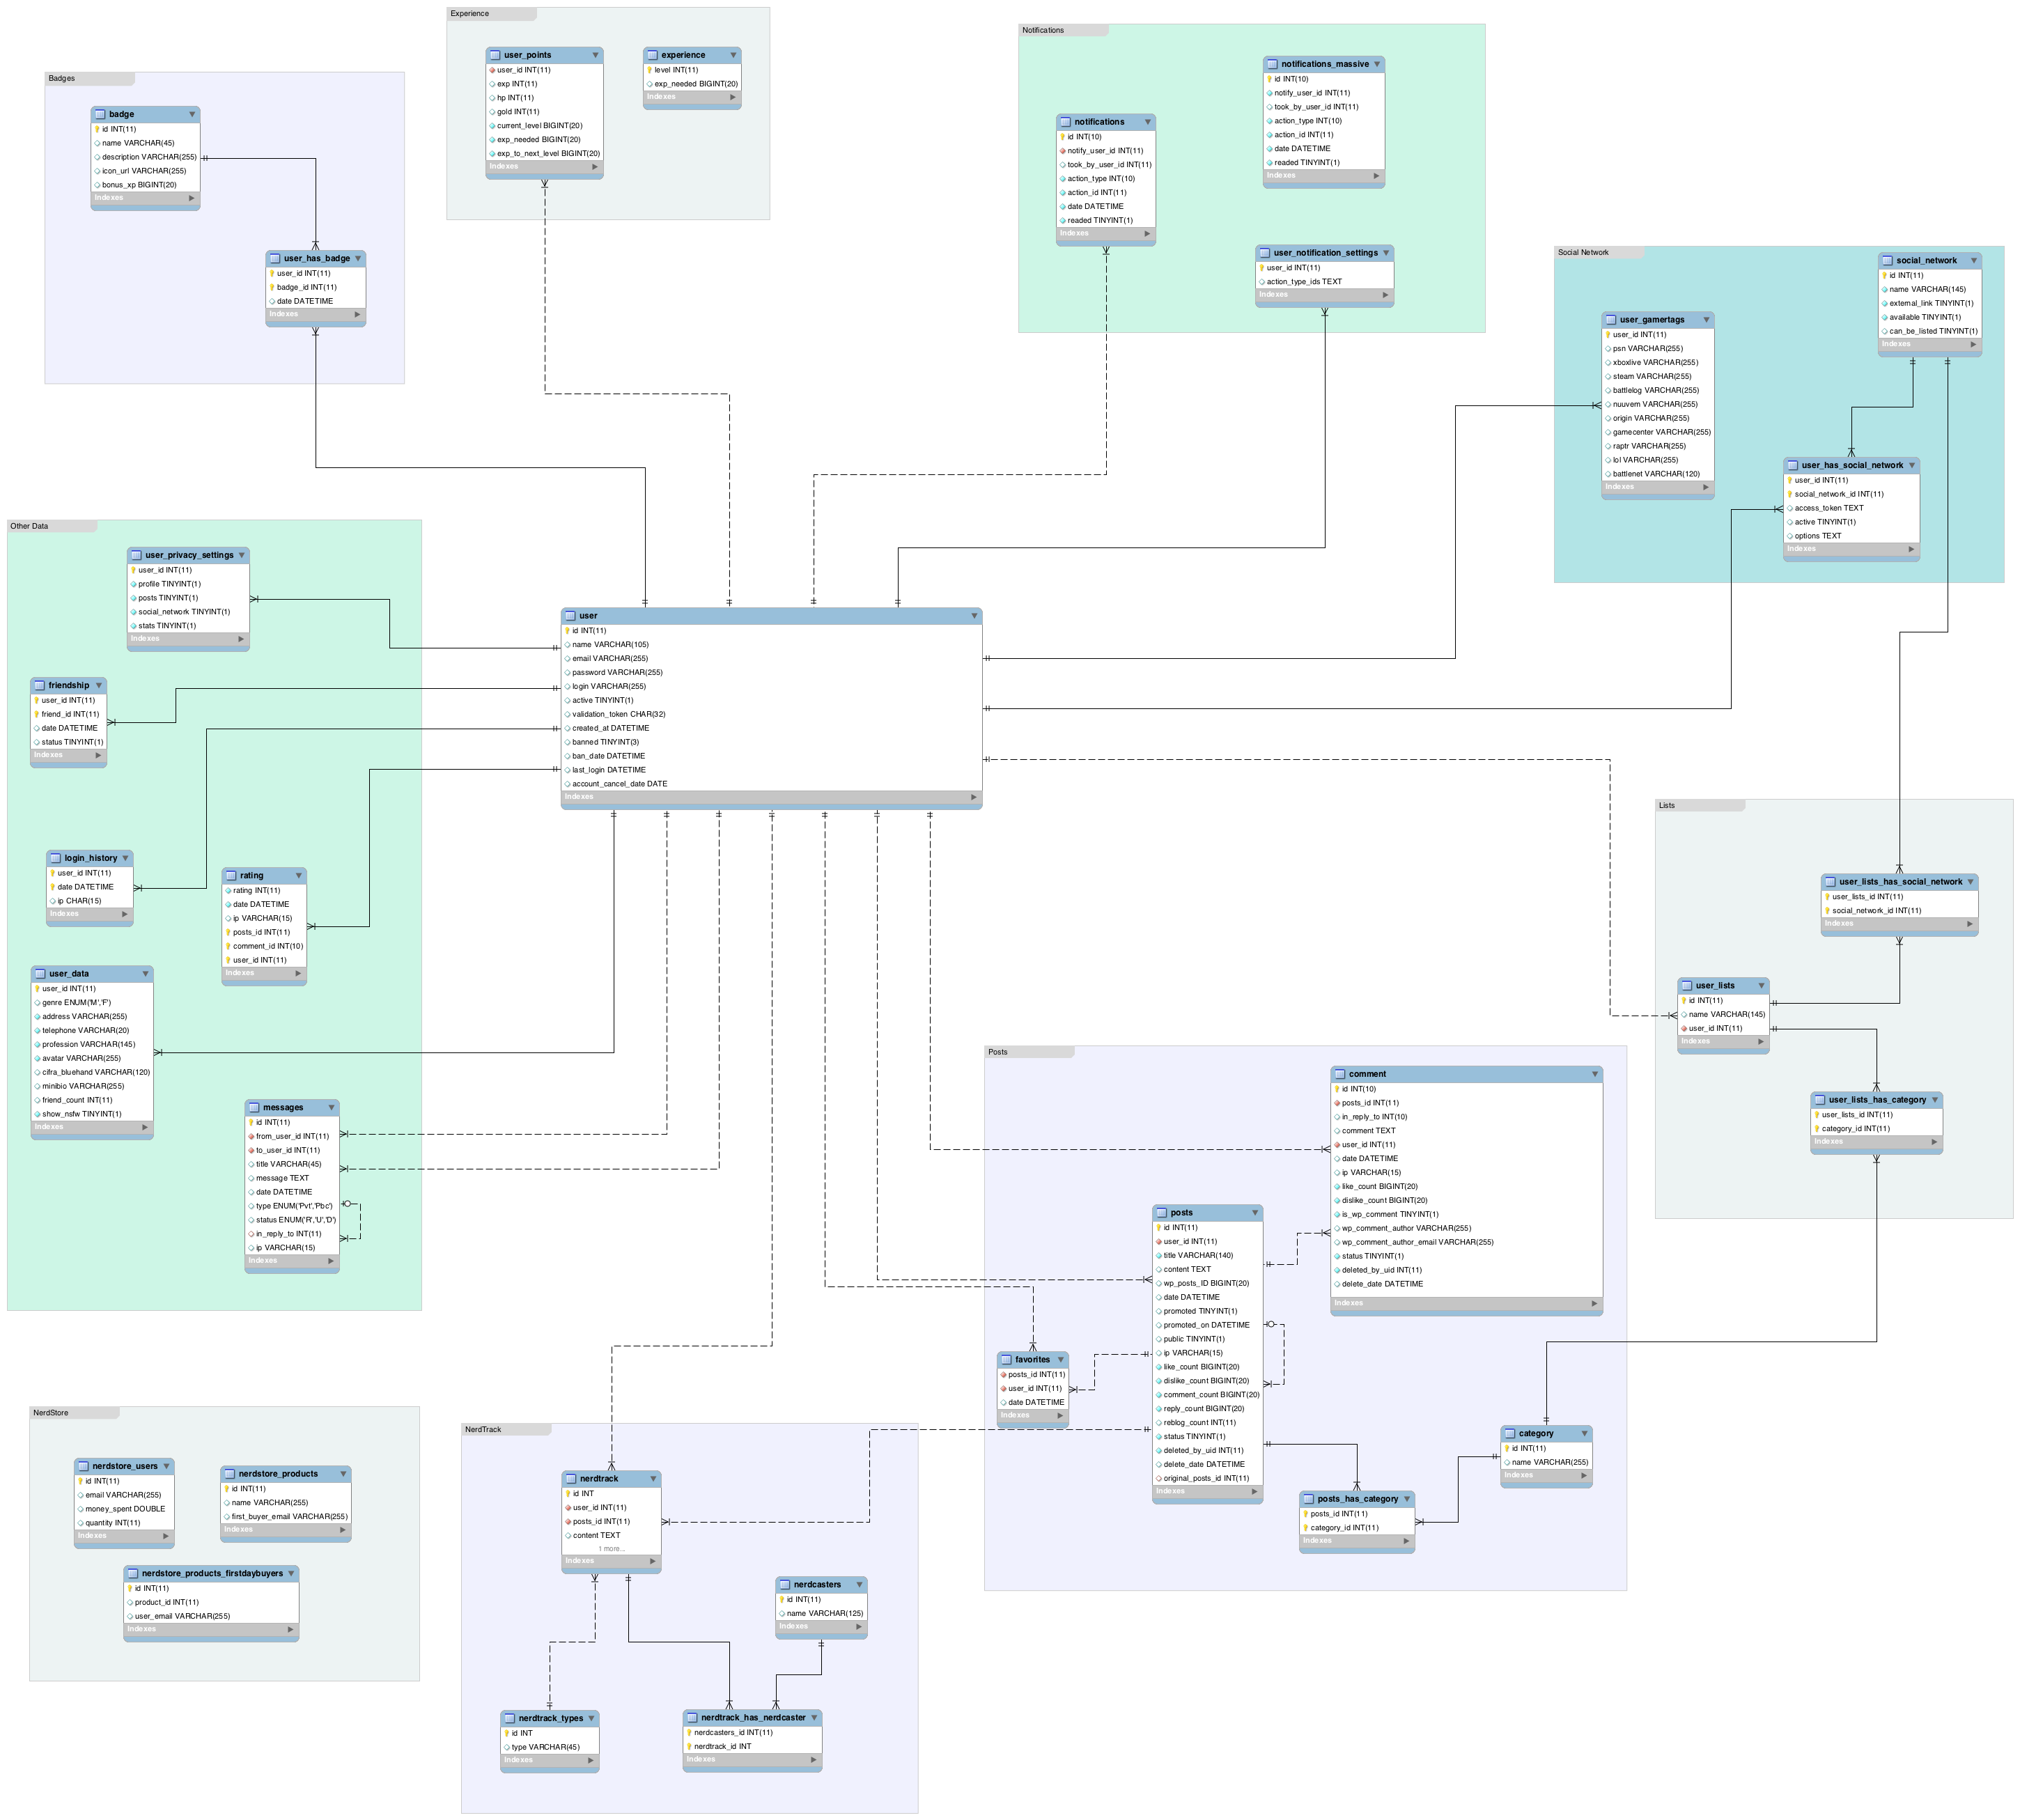 Experience
user_points
user_id INT(11)
exp INT(11)
hp INT(11)
gold INT(11)
current_level BIGINT(20)
exp_needed BIGINT(20)
exp_to_next_level BIGINT(20)
Indexes
experience
level INT(11)
exp_needed BIGINT(20)
Indexes
Notifications
notifications_massive
id INT(10)
notify_user_id INT(11)
took_by_user_id INT(11)
action_type INT(10)
action_id INT(11)
date DATETIME
readed TINYINT(1)
Indexes
notifications
id INT(10)
notify_user_id INT(11)
took_by_user_id INT(11)
action_type INT(10)
action_id INT(11)
date DATETIME
readed TINYINT(1)
Indexes
user_notification_settings
user_id INT(11)
action_type_ids TEXT
Indexes
Badges
badge
id INT(11)
name VARCHAR(45)
description VARCHAR(255)
icon_url VARCHAR(255)
bonus_xp BIGINT(20)
Indexes
user_has_badge
user_id INT(11)
badge_id INT(11)
date DATETIME
Indexes
Social Network
social_network
id INT(11)
name VARCHAR(145)
external_link TINYINT(1)
available TINYINT(1)
can_be_listed TINYINT(1)
Indexes
user_gamertags
user_id INT(11)
psn VARCHAR(255)
xboxlive VARCHAR(255)
steam VARCHAR(255)
battlelog VARCHAR(255)
nuuvem VARCHAR(255)
origin VARCHAR(255)
gamecenter VARCHAR(255)
raptr VARCHAR(255)
lol VARCHAR(255)
battlenet VARCHAR(120)
Indexes
user_has_social_network
user_id INT(11)
social_network_id INT(11)
access_token TEXT
active TINYINT(1)
options TEXT
Indexes
Other Data
user_privacy_settings
user_id INT(11)
profile TINYINT(1)
posts TINYINT(1)
social_network TINYINT(1)
stats TINYINT(1)
Indexes
friendship
user_id INT(11)
friend_id INT(11)
date DATETIME
status TINYINT(1)
Indexes
login_history
user_id INT(11)
date DATETIME
ip CHAR(15)
Indexes
rating
rating INT(11)
date DATETIME
ip VARCHAR(15)
posts_id INT(11)
comment_id INT(10)
user_id INT(11)
Indexes
user_data
user_id INT(11)
genre ENUM('M','F')
address VARCHAR(255)
telephone VARCHAR(20)
profession VARCHAR(145)
avatar VARCHAR(255)
cifra_bluehand VARCHAR(120)
minibio VARCHAR(255)
friend_count INT(11)
show_nsfw TINYINT(1)
Indexes
messages
id INT(11)
from_user_id INT(11)
to_user_id INT(11)
title VARCHAR(45)
message TEXT
date DATETIME
type ENUM('Pvt','Pbc')
status ENUM('R','U','D')
in_reply_to INT(11)
ip VARCHAR(15)
Indexes
user
id INT(11)
name VARCHAR(105)
email VARCHAR(255)
password VARCHAR(255)
login VARCHAR(255)
active TINYINT(1)
validation_token CHAR(32)
created_at DATETIME
banned TINYINT(3)
ban_date DATETIME
last_login DATETIME
account_cancel_date DATE
Indexes
Lists
user_lists_has_social_network
user_lists_id INT(11)
social_network_id INT(11)
Indexes
user_lists
id INT(11)
name VARCHAR(145)
user_id INT(11)
Indexes
user_lists_has_category
user_lists_id INT(11)
category_id INT(11)
Indexes
Posts
comment
id INT(10)
posts_id INT(11)
in_reply_to INT(10)
comment TEXT
user_id INT(11)
date DATETIME
ip VARCHAR(15)
like_count BIGINT(20)
dislike_count BIGINT(20)
is_wp_comment TINYINT(1)
wp_comment_author VARCHAR(255)
wp_comment_author_email VARCHAR(255)
status TINYINT(1)
deleted_by_uid INT(11)
delete_date DATETIME
Indexes
posts
id INT(11)
user_id INT(11)
title VARCHAR(140)
content TEXT
wp_posts_ID BIGINT(20)
date DATETIME
promoted TINYINT(1)
promoted_on DATETIME
public TINYINT(1)
ip VARCHAR(15)
like_count BIGINT(20)
dislike_count BIGINT(20)
comment_count BIGINT(20)
reply_count BIGINT(20)
reblog_count INT(11)
status TINYINT(1)
deleted_by_uid INT(11)
delete_date DATETIME
original_posts_id INT(11)
Indexes
favorites
posts_id INT(11)
user_id INT(11)
date DATETIME
Indexes
category
id INT(11)
name VARCHAR(255)
Indexes
posts_has_category
posts_id INT(11)
category_id INT(11)
Indexes
NerdStore
nerdstore_users
id INT(11)
email VARCHAR(255)
money_spent DOUBLE
quantity INT(11)
Indexes
nerdstore_products
id INT(11)
name VARCHAR(255)
first_buyer_email VARCHAR(255)
Indexes
nerdstore_products_firstdaybuyers
id INT(11)
product_id INT(11)
user_email VARCHAR(255)
Indexes
NerdTrack
nerdtrack
id INT
user_id INT(11)
posts_id INT(11)
content TEXT
1 more...
Indexes
nerdcasters
id INT(11)
name VARCHAR(125)
Indexes
nerdtrack_types
id INT
type VARCHAR(45)
Indexes
nerdtrack_has_nerdcaster
nerdcasters_id INT(11)
nerdtrack_id INT
Indexes